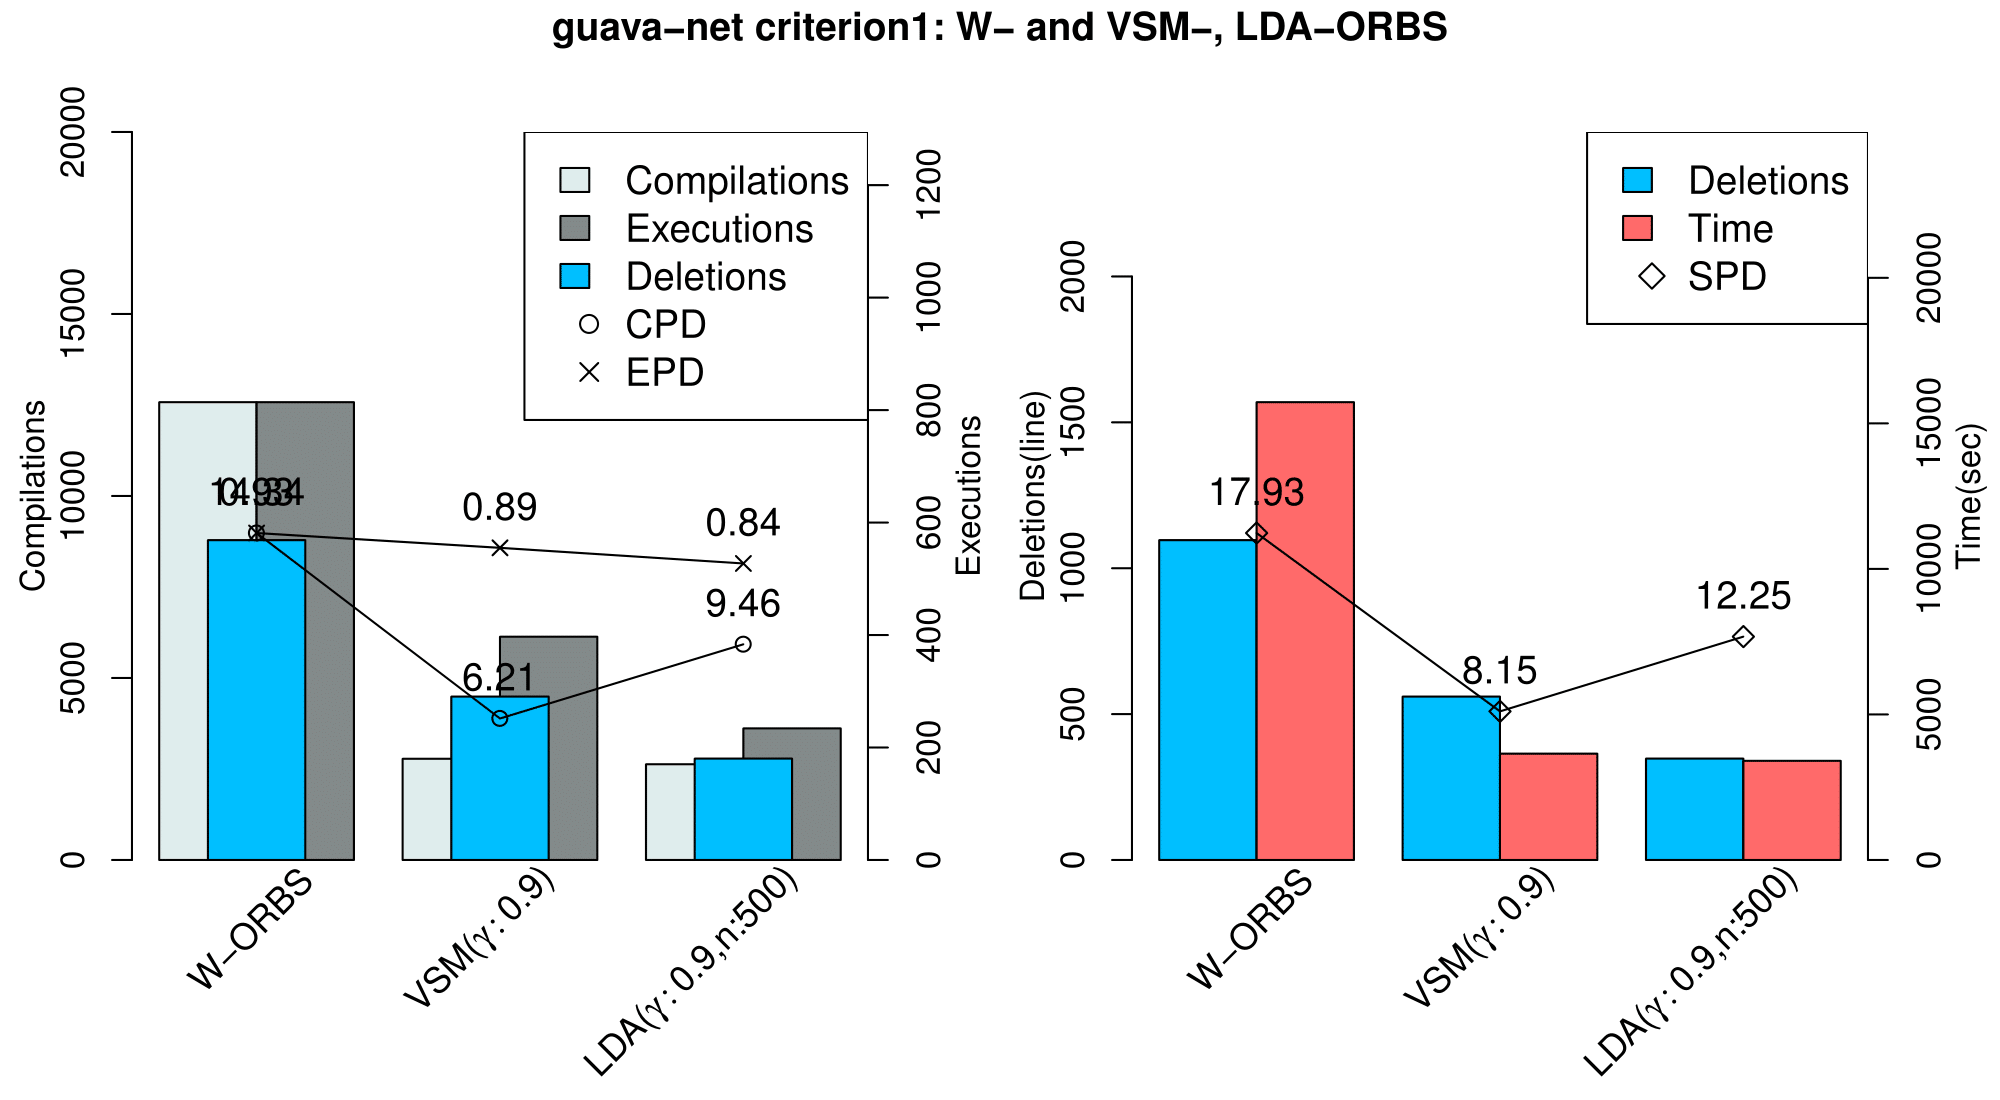 guava–net criterion1: W– and VSM–, LDA–ORBS
Compilations
0
5000
10000
15000
20000
Compilations
Executions
Deletions
CPD
EPD
0.89
0.84
6.21
9.46
Executions
0
200
400
600
800
1000
1200
W–ORBS
VSM(γ: 0.9)
LDA(γ: 0.9,n:500)
Deletions(line)
0
500
1000
1500
2000
Deletions
Time
SPD
17.93
8.15
12.25
Time(sec)
0
5000
10000
15000
20000
W–ORBS
VSM(γ: 0.9)
LDA(γ: 0.9,n:500)